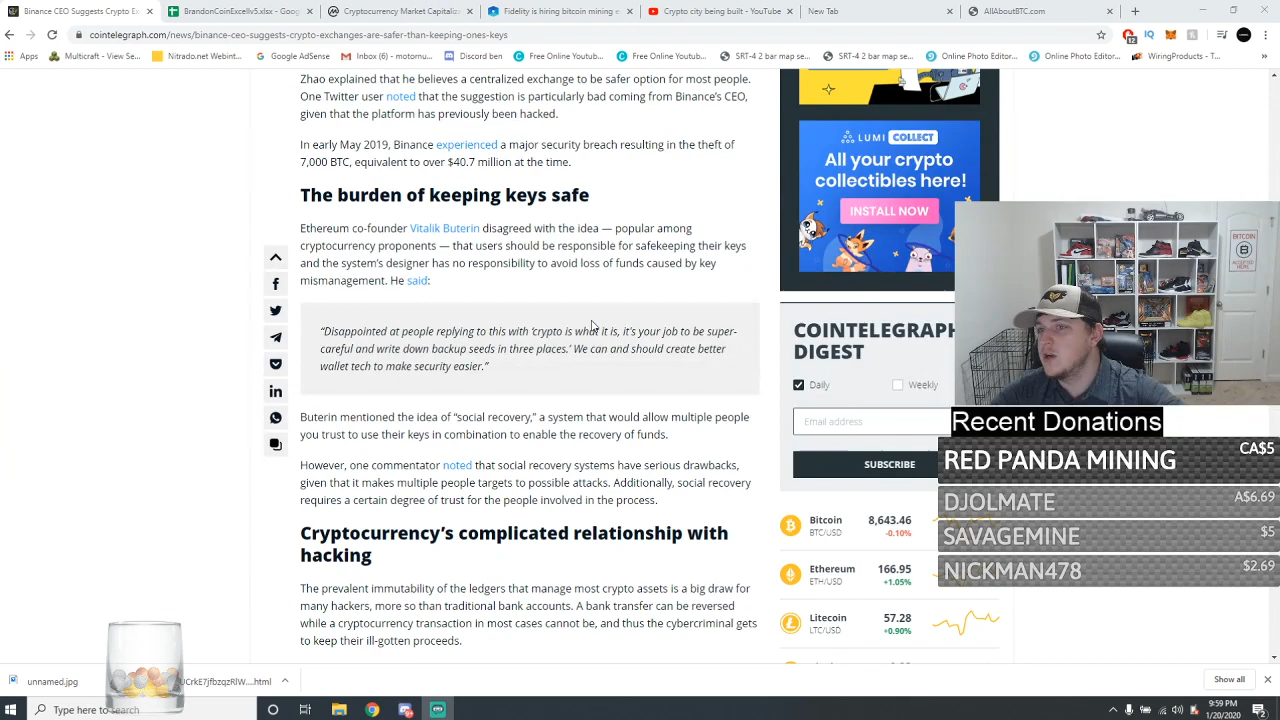 Binance CEO Suggests Crypto Ex
BrandonCoinExcellv5.xlsx - Goog
Cryptocurrency Market Capitaliz
Fidelity is hiring bitcoin mining e
Crypto city being built - YouTube
New Tab
AllAboutBTC.com
cointelegraph.com/news/binance-ceo-suggests-crypto-exchanges-are-safer-than-keeping-ones-keys
Apps
Multicraft - View Se...
Nitrado.net Webint...
Google AdSense
Inbox (6) - motornu...
Discord ben
Free Online Youtub...
Free Online Youtub...
SRT-4 2 bar map se...
SRT-4 2 bar map se...
Online Photo Editor...
Online Photo Editor...
WiringProducts - T...
Zhao explained that he believes a centralized exchange to be safer option for most people.
One Twitter user noted that the suggestion is particularly bad coming from Binance's CEO,
given that the platform has previously been hacked.
In early May 2019, Binance experienced a major security breach resulting in the theft of
7,000 BTC, equivalent to over $40.7 million at the time.
The burden of keeping keys safe
Ethereum co-founder Vitalik Buterin disagreed with the idea — popular among
cryptocurrency proponents — that users should be responsible for safekeeping their keys
and the system's designer has no responsibility to avoid loss of funds caused by key
mismanagement. He said:
"Disappointed at people replying to this with 'crypto is what it is, it's your job to be super-
careful and write down backup seeds in three places.' We can and should create better
wallet tech to make security easier."
Buterin mentioned the idea of "social recovery," a system that would allow multiple people
you trust to use their keys in combination to enable the recovery of funds.
However, one commentator noted that social recovery systems have serious drawbacks,
given that it makes multiple people targets to possible attacks. Additionally, social recovery
requires a certain degree of trust for the people involved in the process.
Cryptocurrency's complicated relationship with
hacking
The prevalent immutability of the ledgers that manage most crypto assets is a big draw for
many hackers, more so than traditional bank accounts. A bank transfer can be reversed
while a cryptocurrency transaction in most cases cannot be, and thus the cybercriminal gets
to keep their ill-gotten proceeds.
LUMI COLLECT
All your crypto
collectibles here!
INSTALL NOW
COINTELEGRAPH
DIGEST
Daily
Weekly
Email address
SUBSCRIBE
Bitcoin 8,643.46
BTC/USD -0.10%
Ethereum 166.95
ETH/USD +1.05%
Litecoin 57.28
LTC/USD +0.90%
BITCOIN
ACCEPTED
HERE
Recent Donations
RED PANDA MINING CA$5
DJOLMATE A$6.69
SAVAGEMINE $5
NICKMAN478 $2.69
unnamed.jpg
UCrkE7jfbzqzRlW....html
Show all
Type here to search
9:59 PM
1/20/2020